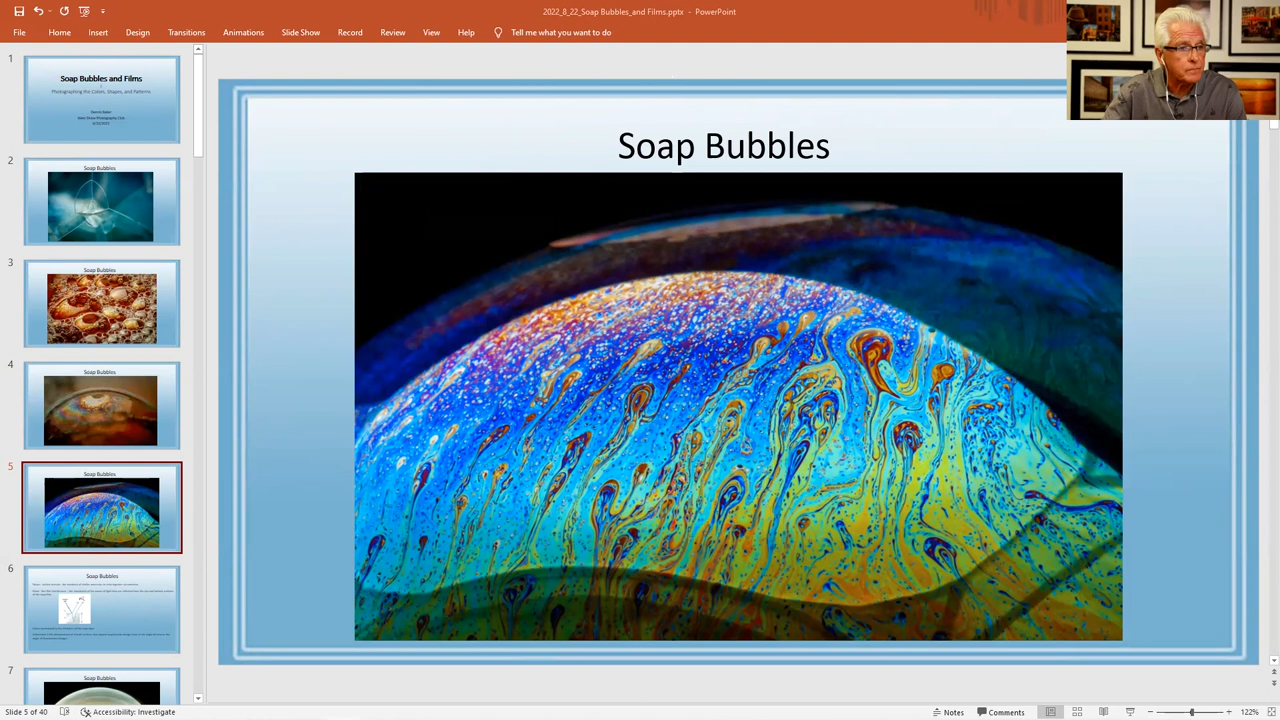 2022_8_22_Soap Bubbles_and Films.pptx - PowerPoint
File Home Insert Design Transitions Animations Slide Show Record Review View Help Tell me what you want to do
1
Soap Bubbles and Films
Photographing the Colors, Shapes, and Patterns
2
Soap Bubbles
3
Soap Bubbles
4
Soap Bubbles
5
Soap Bubbles
6
Soap Bubbles
7
Soap Bubbles
Soap Bubbles
Slide 5 of 40 Accessibility: Investigate Notes Comments 122%